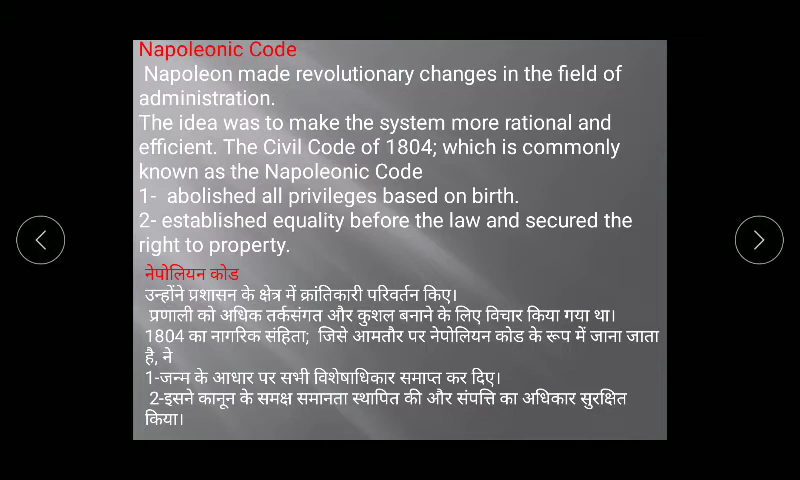 Napoleonic Code
Napoleon made revolutionary changes in the field of
administration.
The idea was to make the system more rational and
efficient. The Civil Code of 1804; which is commonly
known as the Napoleonic Code
1- abolished all privileges based on birth.
2- established equality before the law and secured the
right to property.
नेपोलियन कोड
उन्होंने प्रशासन के क्षेत्र में क्रांतिकारी परिवर्तन किए।
प्रणाली को अधिक तर्कसंगत और कुशल बनाने के लिए विचार किया गया था।
1804 का नागरिक संहिता; जिसे आमतौर पर नेपोलियन कोड के रूप में जाना जाता
है, ने
1-जन्म के आधार पर सभी विशेषाधिकार समाप्त कर दिए।
2-इसने कानून के समक्ष समानता स्थापित की और संपत्ति का अधिकार सुरक्षित
किया।